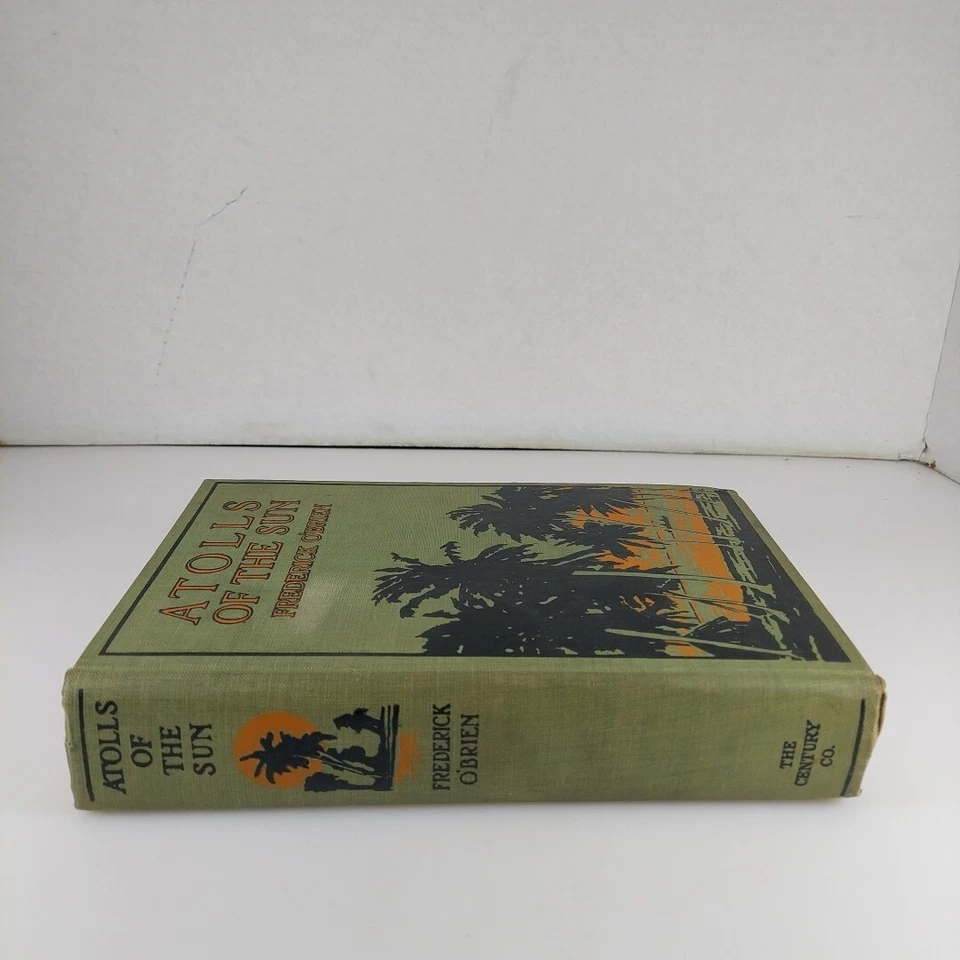 ATOLLS
OF THE SUN
FREDERICK O'BRIEN
ATOLLS
OF
THE
SUN
FREDERICK
O'BRIEN
THE
CENTURY
CO.